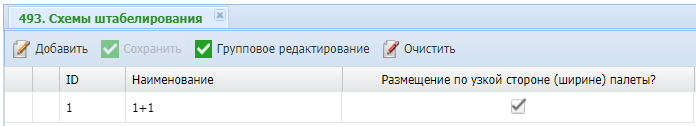 493. Схемы штабелирования
Добавить Сохранить Групповое редактирование Очистить
ID Наименование Размещение по узкой стороне (ширине) палеты?
1 1+1